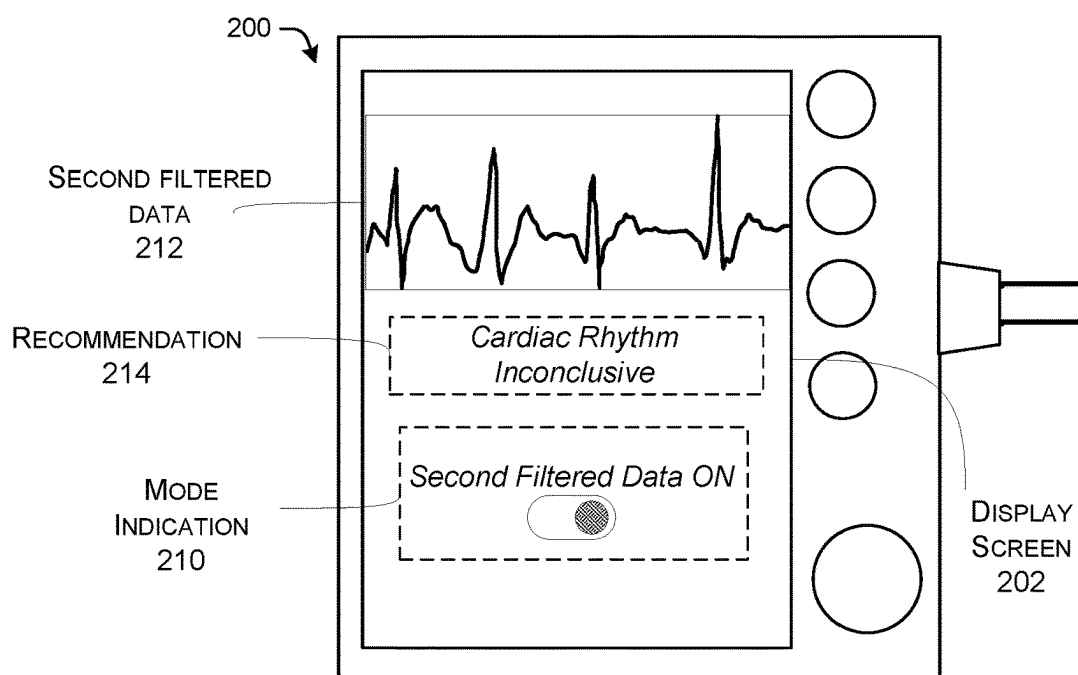 200
SECOND FILTERED
DATA
212
RECOMMENDATION
214
MODE
INDICATION
210
Cardiac Rhythm
Inconclusive
Second Filtered Data ON
DISPLAY
SCREEN
202